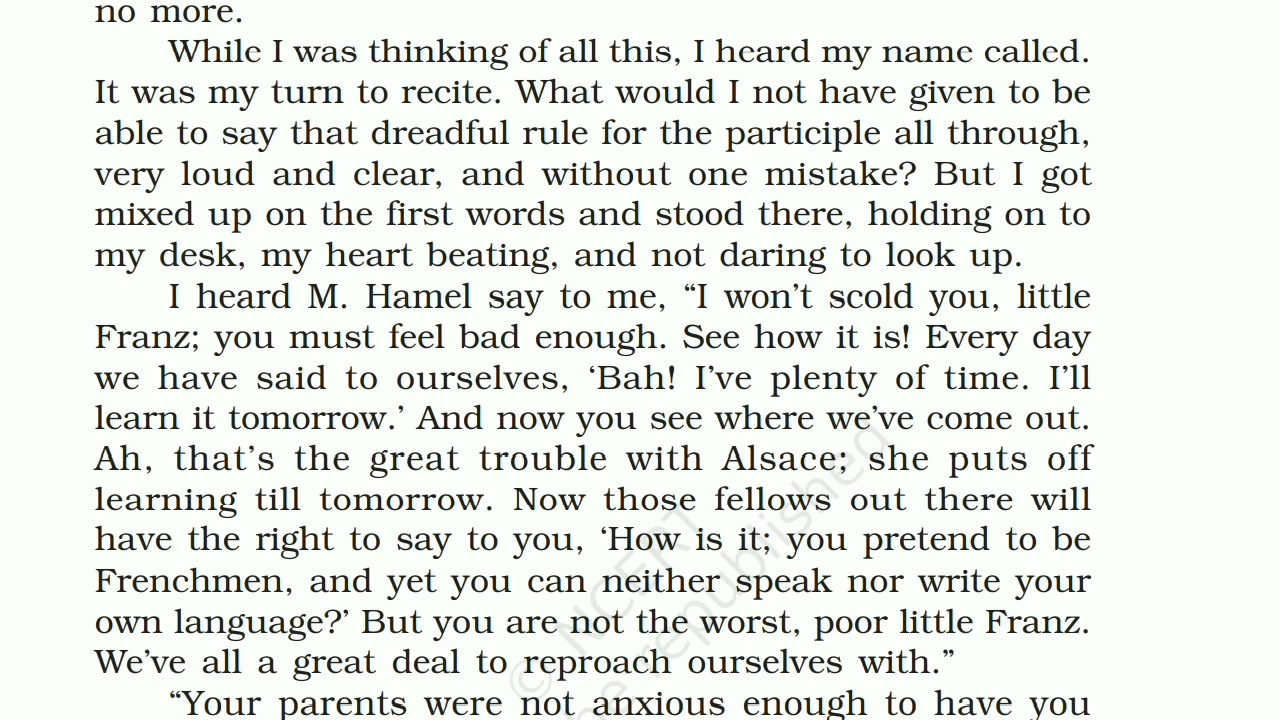 no more.
While I was thinking of all this, I heard my name called.
It was my turn to recite. What would I not have given to be
able to say that dreadful rule for the participle all through,
very loud and clear, and without one mistake? But I got
mixed up on the first words and stood there, holding on to
my desk, my heart beating, and not daring to look up.
I heard M. Hamel say to me, “I won’t scold you, little
Franz; you must feel bad enough. See how it is! Every day
we have said to ourselves, ‘Bah! I’ve plenty of time. I’ll
learn it tomorrow.’ And now you see where we’ve come out.
Ah, that’s the great trouble with Alsace; she puts off
learning till tomorrow. Now those fellows out there will
have the right to say to you, ‘How is it; you pretend to be
Frenchmen, and yet you can neither speak nor write your
own language?’ But you are not the worst, poor little Franz.
We’ve all a great deal to reproach ourselves with.”
“Your parents were not anxious enough to have you
© NCERT
be republished